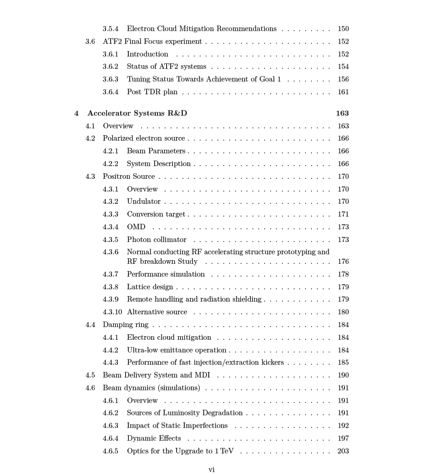 3.5.4 Electron Cloud Mitigation Recommendations . . . . . . . . . 150
3.6 ATF2 Final Focus experiment . . . . . . . . . . . . . . . . . . . . . . . 152
3.6.1 Introduction . . . . . . . . . . . . . . . . . . . . . . . . . . . . 152
3.6.2 Status of ATF2 systems . . . . . . . . . . . . . . . . . . . . . . 154
3.6.3 Tuning Status Towards Achievement of Goal 1 . . . . . . . . 156
3.6.4 Post TDR plan . . . . . . . . . . . . . . . . . . . . . . . . . . . 161
4 Accelerator Systems R&D 163
4.1 Overview . . . . . . . . . . . . . . . . . . . . . . . . . . . . . . . . . . 163
4.2 Polarized electron source . . . . . . . . . . . . . . . . . . . . . . . . . . 166
4.2.1 Beam Parameters . . . . . . . . . . . . . . . . . . . . . . . . . . 166
4.2.2 System Description . . . . . . . . . . . . . . . . . . . . . . . . . 166
4.3 Positron Source . . . . . . . . . . . . . . . . . . . . . . . . . . . . . . . 170
4.3.1 Overview . . . . . . . . . . . . . . . . . . . . . . . . . . . . . . 170
4.3.2 Undulator . . . . . . . . . . . . . . . . . . . . . . . . . . . . . . 170
4.3.3 Conversion target . . . . . . . . . . . . . . . . . . . . . . . . . . 171
4.3.4 OMD . . . . . . . . . . . . . . . . . . . . . . . . . . . . . . . . 173
4.3.5 Photon collimator . . . . . . . . . . . . . . . . . . . . . . . . . 173
4.3.6 Normal conducting RF accelerating structure prototyping and
RF breakdown Study . . . . . . . . . . . . . . . . . . . . . . . 176
4.3.7 Performance simulation . . . . . . . . . . . . . . . . . . . . . . 178
4.3.8 Lattice design . . . . . . . . . . . . . . . . . . . . . . . . . . . . 179
4.3.9 Remote handling and radiation shielding . . . . . . . . . . . . 179
4.3.10 Alternative source . . . . . . . . . . . . . . . . . . . . . . . . . 180
4.4 Damping ring . . . . . . . . . . . . . . . . . . . . . . . . . . . . . . . . 184
4.4.1 Electron cloud mitigation . . . . . . . . . . . . . . . . . . . . . 184
4.4.2 Ultra-low emittance operation . . . . . . . . . . . . . . . . . . . 184
4.4.3 Performance of fast injection/extraction kickers . . . . . . . . 185
4.5 Beam Delivery System and MDI . . . . . . . . . . . . . . . . . . . . . 190
4.6 Beam dynamics (simulations) . . . . . . . . . . . . . . . . . . . . . . . 191
4.6.1 Overview . . . . . . . . . . . . . . . . . . . . . . . . . . . . . . 191
4.6.2 Sources of Luminosity Degradation . . . . . . . . . . . . . . . . 191
4.6.3 Impact of Static Imperfections . . . . . . . . . . . . . . . . . . 192
4.6.4 Dynamic Effects . . . . . . . . . . . . . . . . . . . . . . . . . . 197
4.6.5 Optics for the Upgrade to 1 TeV . . . . . . . . . . . . . . . . . 203
vi